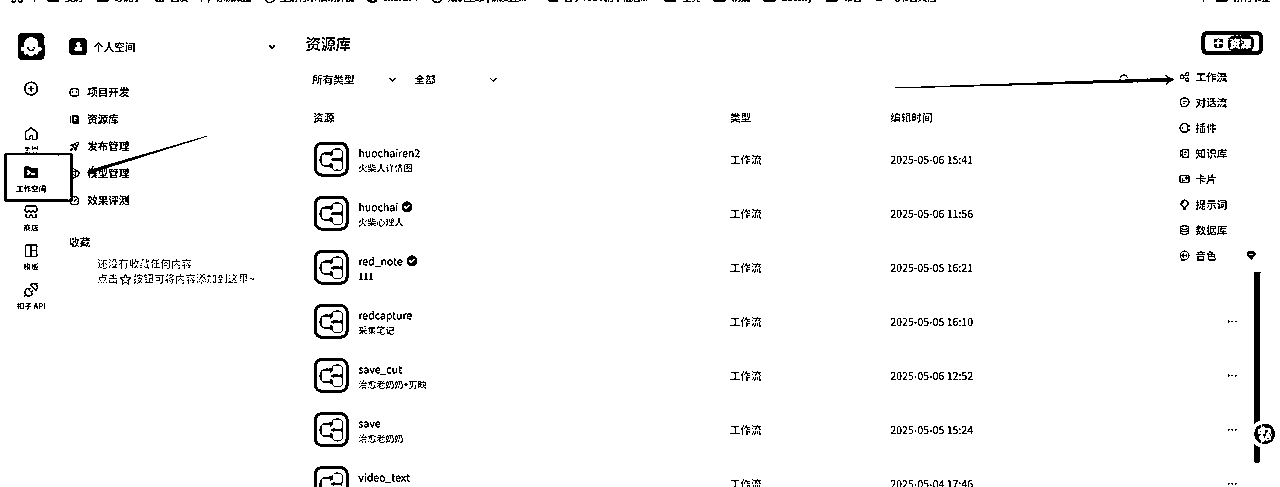 个人空间
资源库
资源
所有类型
全部
工作流
项目开发
对话流
资源库
资源
类型
编辑时间
插件
发布管理
huochairen2
火柴人详情图
工作流
2025-05-06 15:41
知识库
模型管理
卡片
工作空间
效果评测
huochai
火柴心理人
工作流
2025-05-06 11:56
提示词
商店
数据库
收藏
音色
还没有收藏任何内容
点击☆按钮可将内容添加到这里~
red_note
111
工作流
2025-05-05 16:21
模板
扣子 API
redcapture
采集笔记
工作流
2025-05-05 16:10
save_cut
治愈老奶奶+剪映
工作流
2025-05-06 12:52
save
治愈老奶奶
工作流
2025-05-05 15:24
video_text
工作流
2025-05-04 17:46